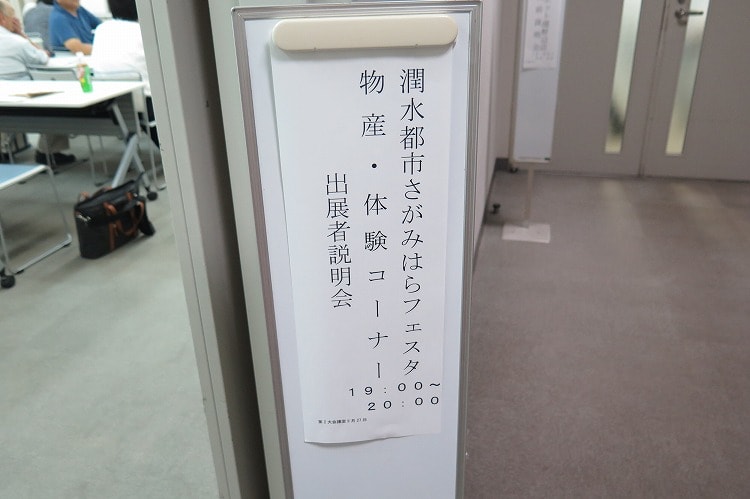 潤水都市さがみはらフェスタ
物産・体験コーナー
出展者説明会
19:00～
20:00